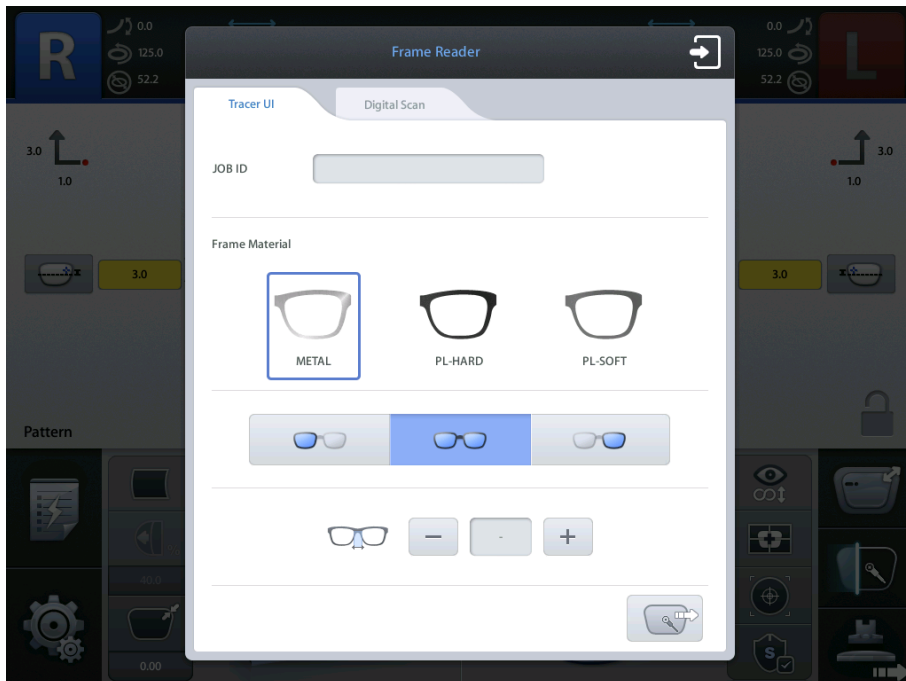 R
0.0
125.0
52.2
Frame Reader
0.0
125.0
52.2
L
Tracer UI
Digital Scan
3.0
1.0
3.0
1.0
JOB ID
Frame Material
3.0
3.0
METAL
PL-HARD
PL-SOFT
Pattern
-
40.0
0.00
S